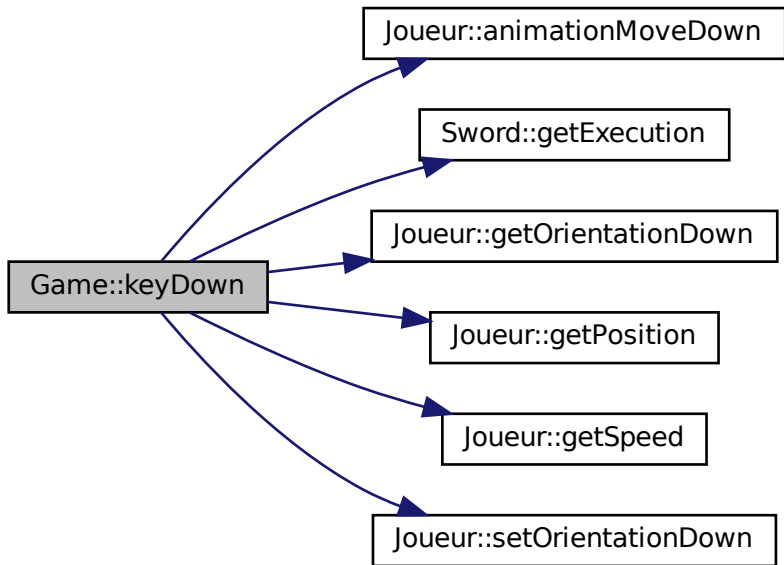 Joueur::animationMoveDown
Sword::getExecution
Joueur::getOrientationDown
Game::keyDown
Joueur::getPosition
Joueur::getSpeed
Joueur::setOrientationDown